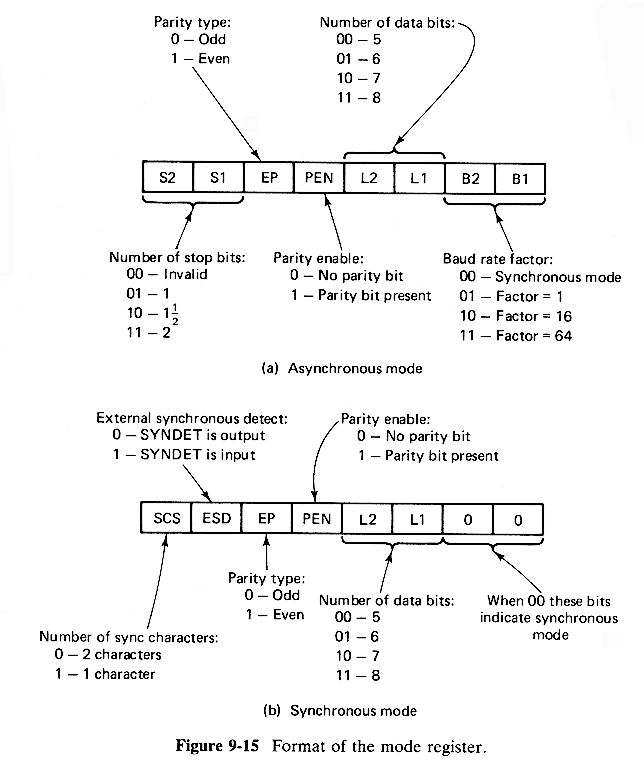 Parity type:
0 – Odd
1 – Even
Number of data bits:
00 – 5
01 – 6
10 – 7
11 – 8
S2 S1 EP PEN L2 L1 B2 B1
Number of stop bits:
00 – Invalid
01 – 1
10 – 1 1/2
11 – 2
Parity enable:
0 – No parity bit
1 – Parity bit present
Baud rate factor:
00 – Synchronous mode
01 – Factor = 1
10 – Factor = 16
11 – Factor = 64
(a) Asynchronous mode
External synchronous detect:
0 – SYNDET is output
1 – SYNDET is input
Parity enable:
0 – No parity bit
1 – Parity bit present
SCS ESD EP PEN L2 L1 0 0
Number of sync characters:
0 – 2 characters
1 – 1 character
Parity type:
0 – Odd
1 – Even
Number of data bits:
00 – 5
01 – 6
10 – 7
11 – 8
When 00 these bits
indicate synchronous
mode
(b) Synchronous mode
Figure 9-15 Format of the mode register.